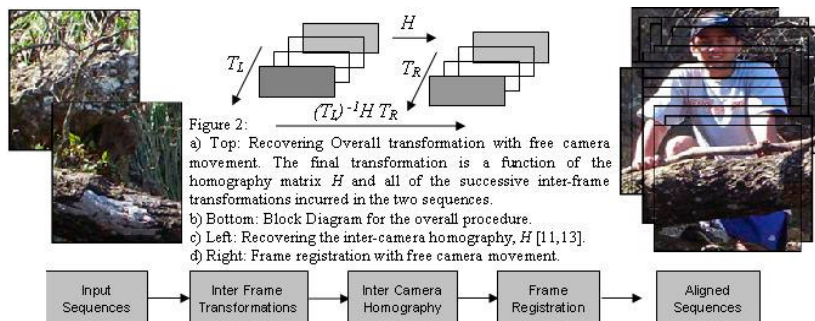 H
T_L
T_R
(T_L)⁻¹H T_R
Figure 2:
a) Top: Recovering Overall transformation with free camera
movement. The final transformation is a function of the
homography matrix H and all of the successive inter-frame
transformations incurred in the two sequences.
b) Bottom: Block Diagram for the overall procedure.
c) Left: Recovering the inter-camera homography, H [11,13].
d) Right: Frame registration with free camera movement.
Input
Sequences
Inter Frame
Transformations
Inter Camera
Homography
Frame
Registration
Aligned
Sequences